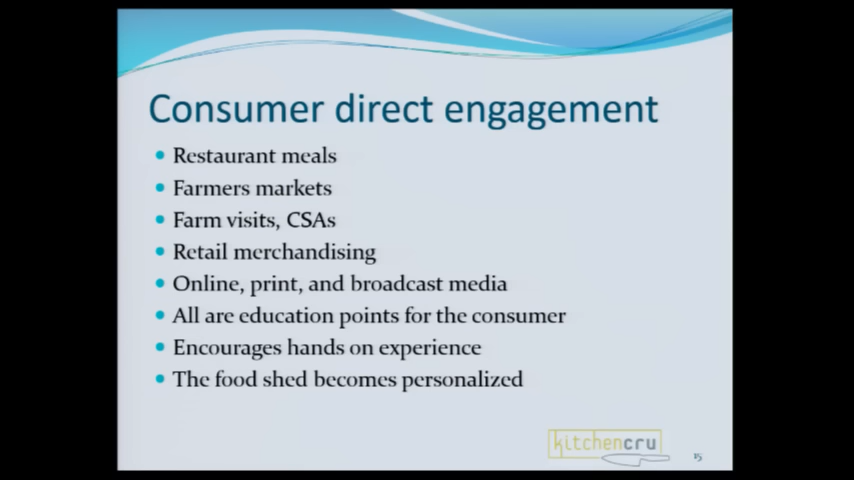 Consumer direct engagement
Restaurant meals
Farmers markets
Farm visits, CSAs
Retail merchandising
Online, print, and broadcast media
All are education points for the consumer
Encourages hands on experience
The food shed becomes personalized
kitchencru
15